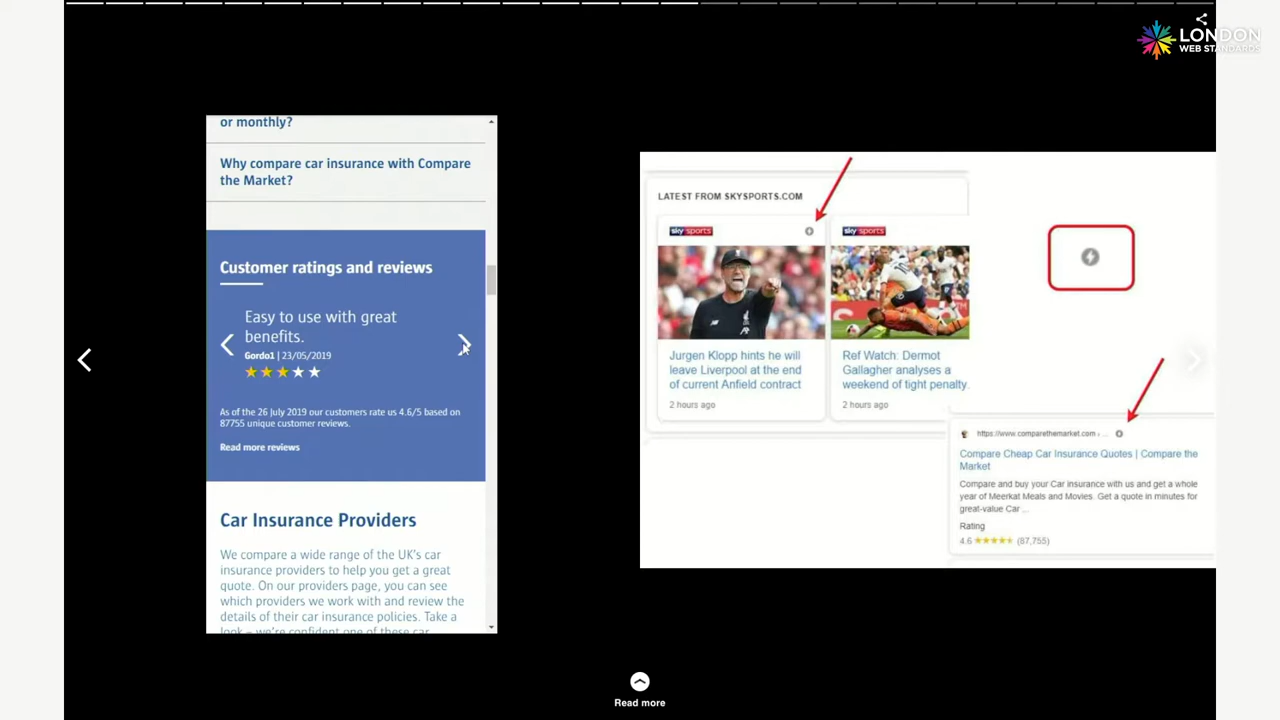 LONDON
WEB STANDARDS
or monthly?
Why compare car insurance with Compare
the Market?
Customer ratings and reviews
Easy to use with great
benefits.
Gordo1 | 23/05/2019
As of the 26 July 2019 our customers rate us 4.6/5 based on
87755 unique customer reviews.
Read more reviews
Car Insurance Providers
We compare a wide range of the UK's car
insurance providers to help you get a great
quote. On our providers page, you can see
which providers we work with and review the
details of their car insurance policies. Take a
look – we're confident one of these car
LATEST FROM SKYSPORTS.COM
sky sports
Jurgen Klopp hints he will
leave Liverpool at the end
of current Anfield contract
2 hours ago
sky sports
Ref Watch: Dermot
Gallagher analyses a
weekend of tight penalty.
2 hours ago
https://www.comparethemarket.com › ...
Compare Cheap Car Insurance Quotes | Compare the
Market
Compare and buy your Car insurance with us and get a whole
year of Meerkat Meals and Movies. Get a quote in minutes for
great-value Car ...
Rating
4.6 (87,755)
Read more